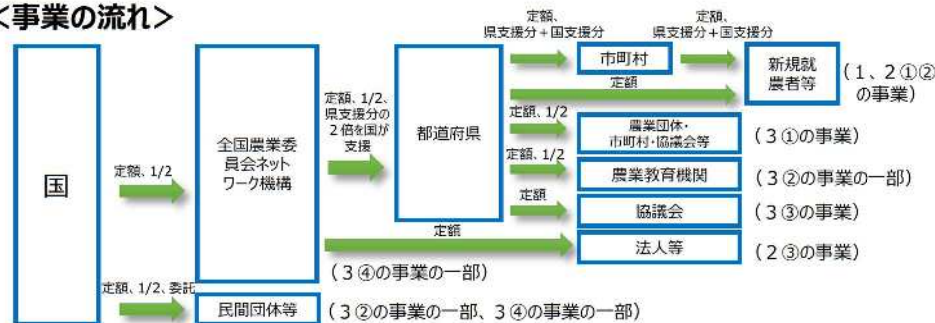 <事業の流れ>
国
定額、1/2
定額、1/2、委託
全国農業委
員会ネット
ワーク機構
民間団体等
(3②の事業の一部、3④の事業の一部)
(3④の事業の一部)
定額、1/2、
県支援分の
2倍を国が
支援
都道府県
定額、
県支援分+国支援分
市町村
定額、
県支援分+国支援分
定額
新規就
農者等
(1、2①②
の事業)
定額、1/2
農業団体・
市町村・協議会等
(3①の事業)
定額、1/2
農業教育機関
(3②の事業の一部)
定額
協議会
(3③の事業)
定額
法人等
(2③の事業)